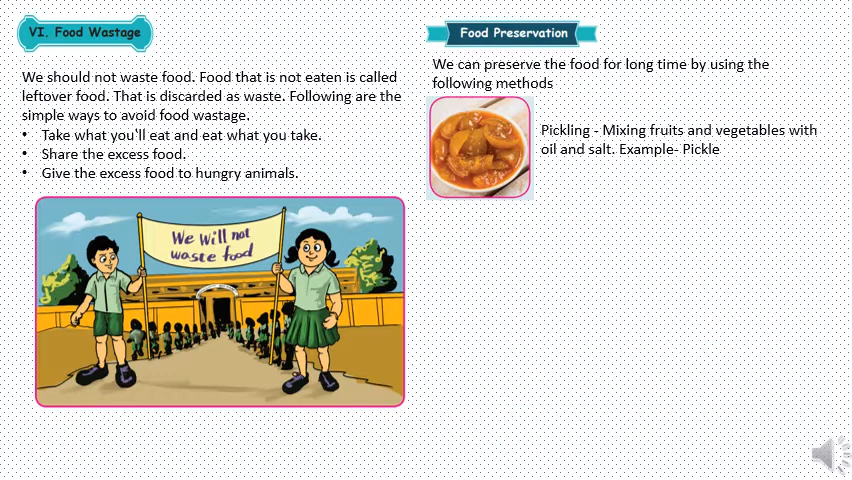 VI. Food Wastage
We should not waste food. Food that is not eaten is called
leftover food. That is discarded as waste. Following are the
simple ways to avoid food wastage.
• Take what you'll eat and eat what you take.
• Share the excess food.
• Give the excess food to hungry animals.
We Will not
waste food
Food Preservation
We can preserve the food for long time by using the
following methods
Pickling - Mixing fruits and vegetables with
oil and salt. Example- Pickle